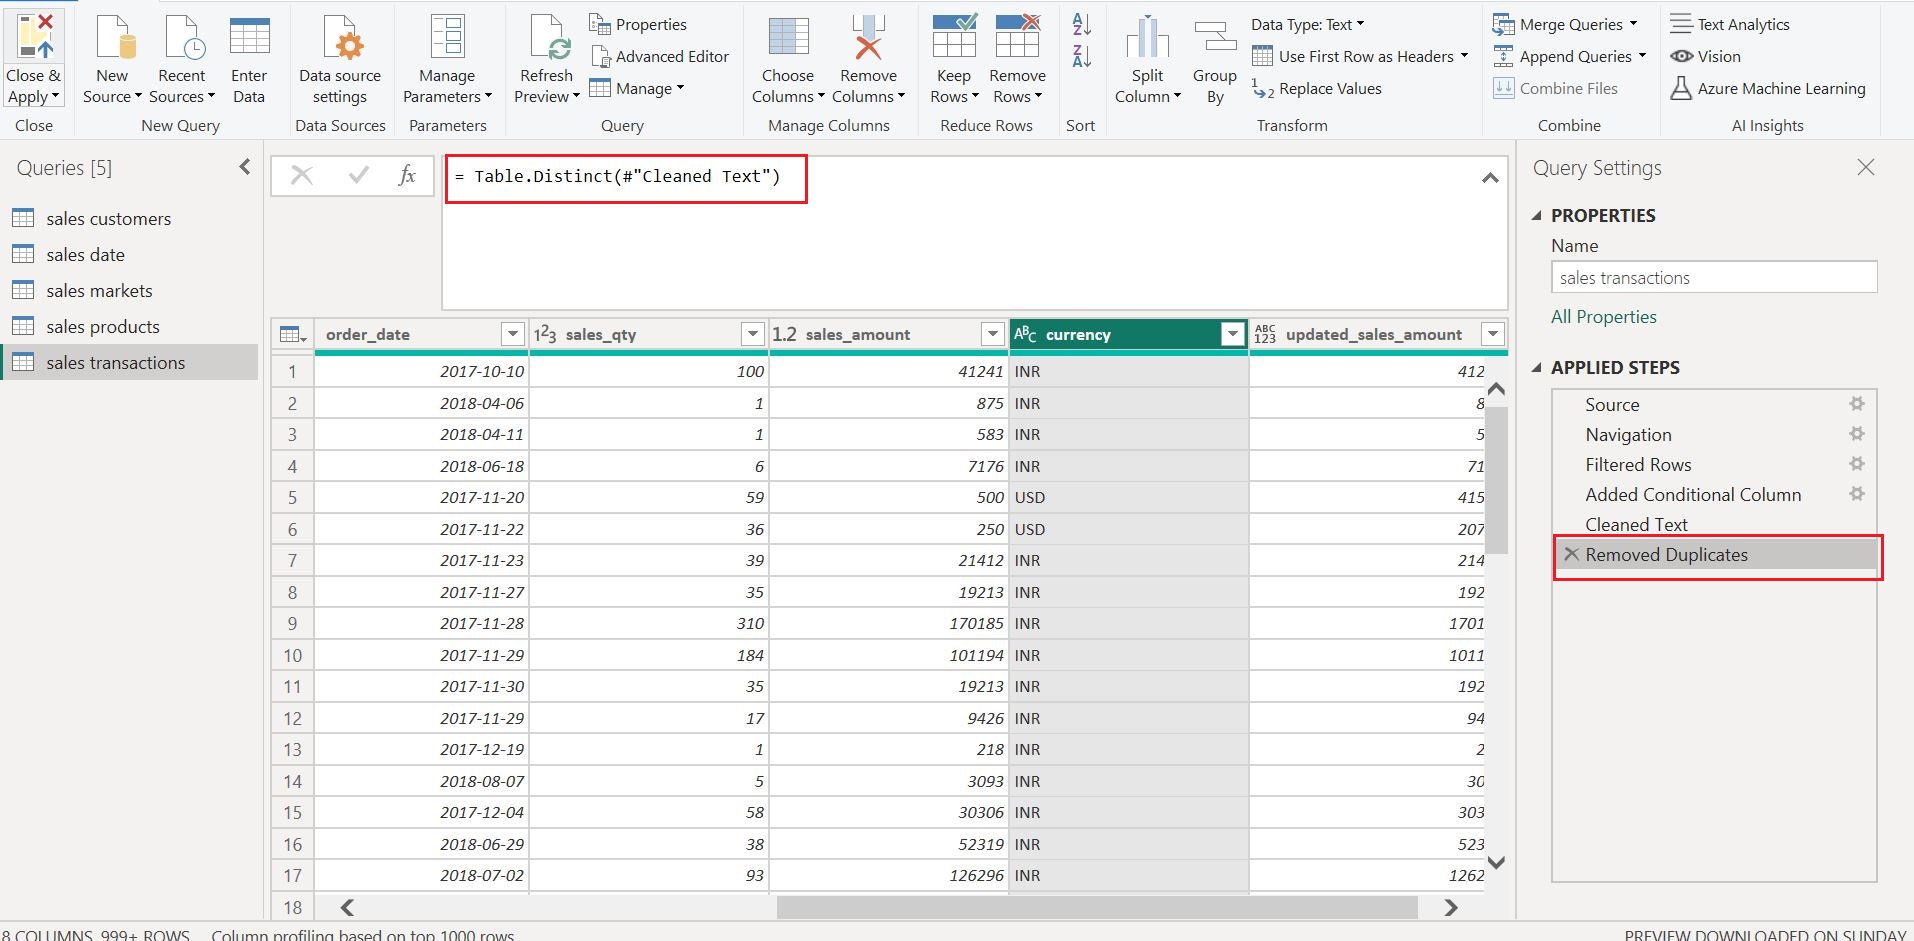 Close & Apply
New Source
Recent Sources
Enter Data
Data source settings
Manage Parameters
Refresh Preview
Properties
Advanced Editor
Manage
Choose Columns
Remove Columns
Keep Rows
Remove Rows
Split Column
Group By
Data Type: Text
Use First Row as Headers
Replace Values
Merge Queries
Append Queries
Combine Files
Text Analytics
Vision
Azure Machine Learning
Close
New Query
Data Sources
Parameters
Query
Manage Columns
Reduce Rows
Sort
Transform
Combine
AI Insights
Queries [5]
sales customers
sales date
sales markets
sales products
sales transactions
fx
= Table.Distinct(#"Cleaned Text")
order_date 123 sales_qty 1.2 sales_amount ABC currency ABC 123 updated_sales_amount
1 2017-10-10 100 41241 INR 412
2 2018-04-06 1 875 INR 8
3 2018-04-11 1 583 INR 5
4 2018-06-18 6 7176 INR 71
5 2017-11-20 59 500 USD 415
6 2017-11-22 36 250 USD 207
7 2017-11-23 39 21412 INR 214
8 2017-11-27 35 19213 INR 192
9 2017-11-28 310 170185 INR 1701
10 2017-11-29 184 101194 INR 1011
11 2017-11-30 35 19213 INR 192
12 2017-11-29 17 9426 INR 94
13 2017-12-19 1 218 INR 2
14 2018-08-07 5 3093 INR 30
15 2017-12-04 58 30306 INR 303
16 2018-06-29 38 52319 INR 523
17 2018-07-02 93 126296 INR 1262
18
Query Settings
PROPERTIES
Name
sales transactions
All Properties
APPLIED STEPS
Source
Navigation
Filtered Rows
Added Conditional Column
Cleaned Text
Removed Duplicates
8 COLUMNS, 999+ ROWS Column profiling based on top 1000 rows
PREVIEW DOWNLOADED ON SUNDAY